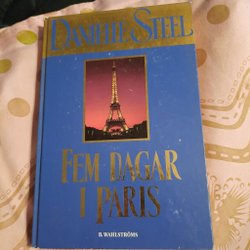 DANIELLE STEEL
FEM DAGAR
I PARIS
B. WAHLSTRÖMS